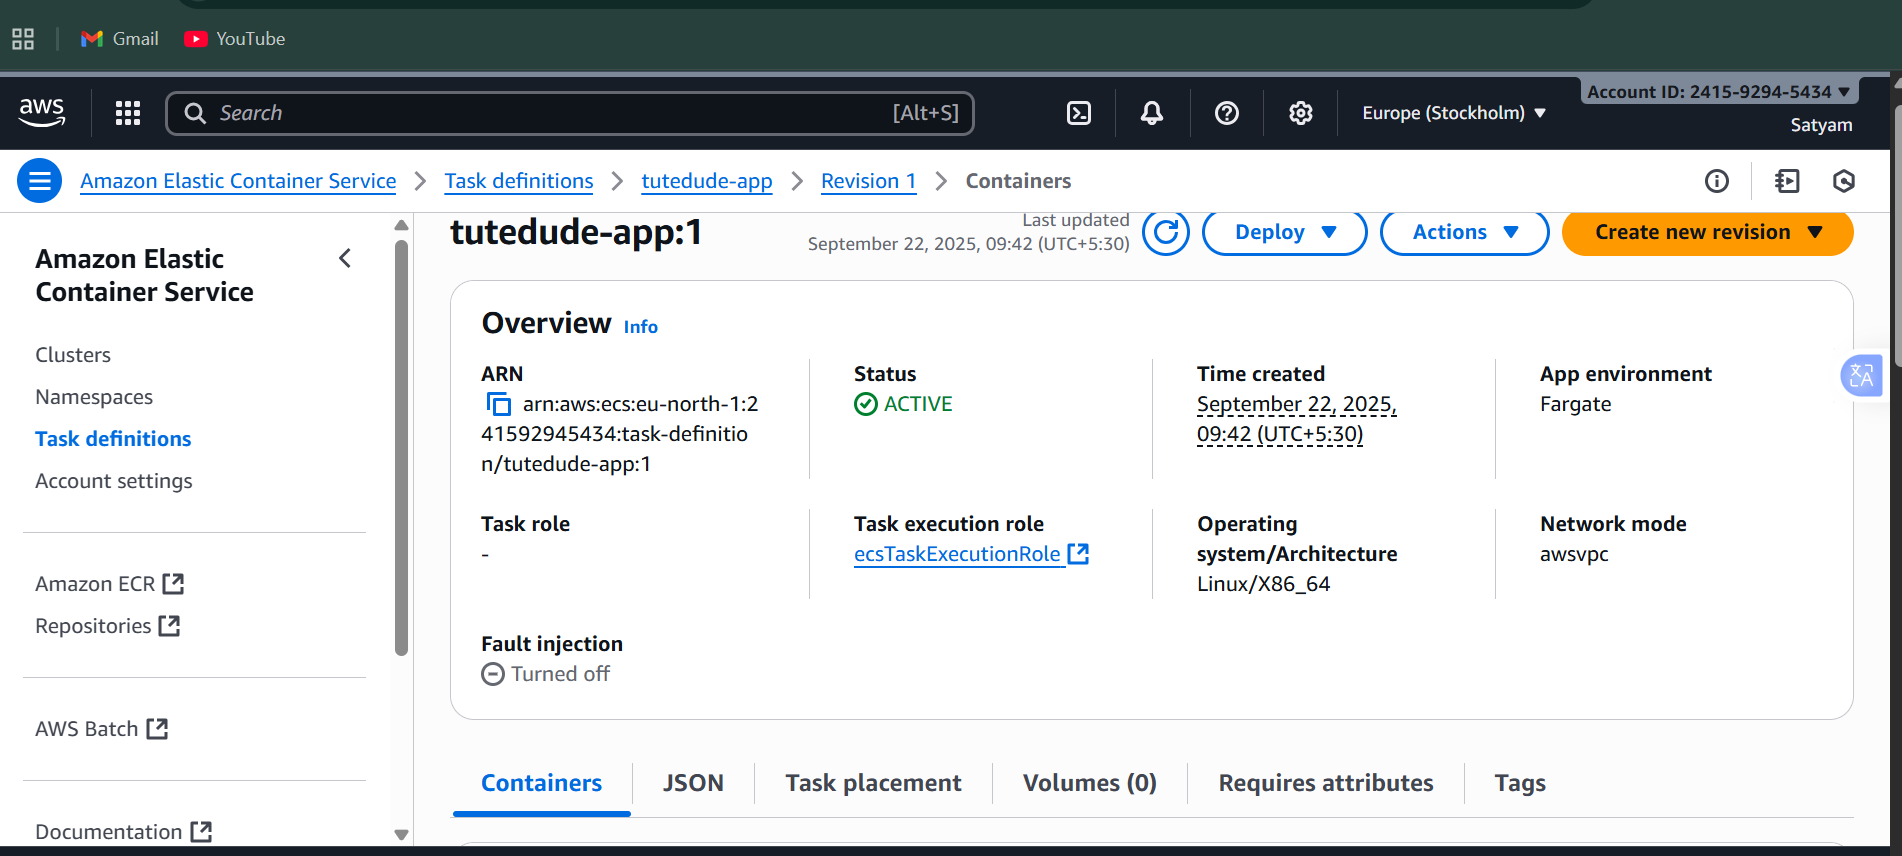 Gmail
YouTube
aws
Search
[Alt+S]
Europe (Stockholm)
Account ID: 2415-9294-5434
Satyam
Amazon Elastic Container Service
Task definitions
tutedude-app
Revision 1
Containers
Amazon Elastic
Container Service
Clusters
Namespaces
Task definitions
Account settings
Amazon ECR
Repositories
AWS Batch
Documentation
tutedude-app:1
Last updated
September 22, 2025, 09:42 (UTC+5:30)
Deploy
Actions
Create new revision
Overview Info
ARN
arn:aws:ecs:eu-north-1:2
41592945434:task-definitio
n/tutedude-app:1
Status
ACTIVE
Time created
September 22, 2025,
09:42 (UTC+5:30)
App environment
Fargate
Task role
-
Task execution role
ecsTaskExecutionRole
Operating
system/Architecture
Linux/X86_64
Network mode
awsvpc
Fault injection
Turned off
Containers
JSON
Task placement
Volumes (0)
Requires attributes
Tags